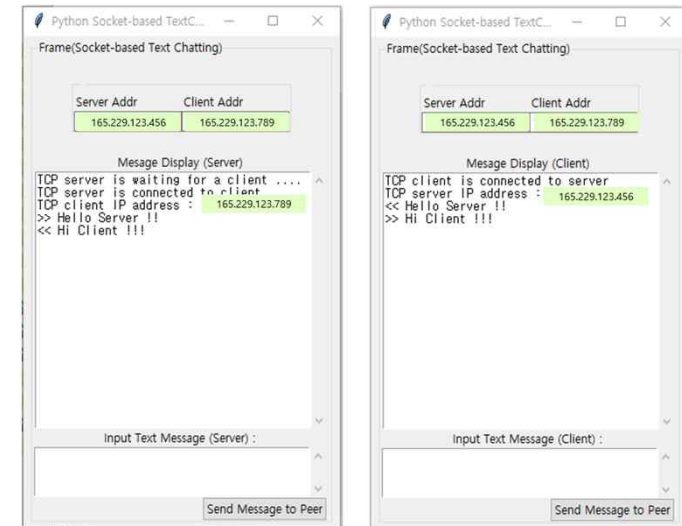 Python Socket-based TextC...
Frame(Socket-based Text Chatting)
Server Addr Client Addr
165.229.123.456 165.229.123.789
Mesage Display (Server)
TCP server is waiting for a client ....
TCP server is connected to client
TCP client IP address : 165.229.123.789
>> Hello Server !!
<< Hi Client !!!
Input Text Message (Server) :
Send Message to Peer
Python Socket-based TextC...
Frame(Socket-based Text Chatting)
Server Addr Client Addr
165.229.123.456 165.229.123.789
Mesage Display (Client)
TCP client is connected to server
TCP server IP address : 165.229.123.456
<< Hello Server !!
>> Hi Client !!!
Input Text Message (Client) :
Send Message to Peer